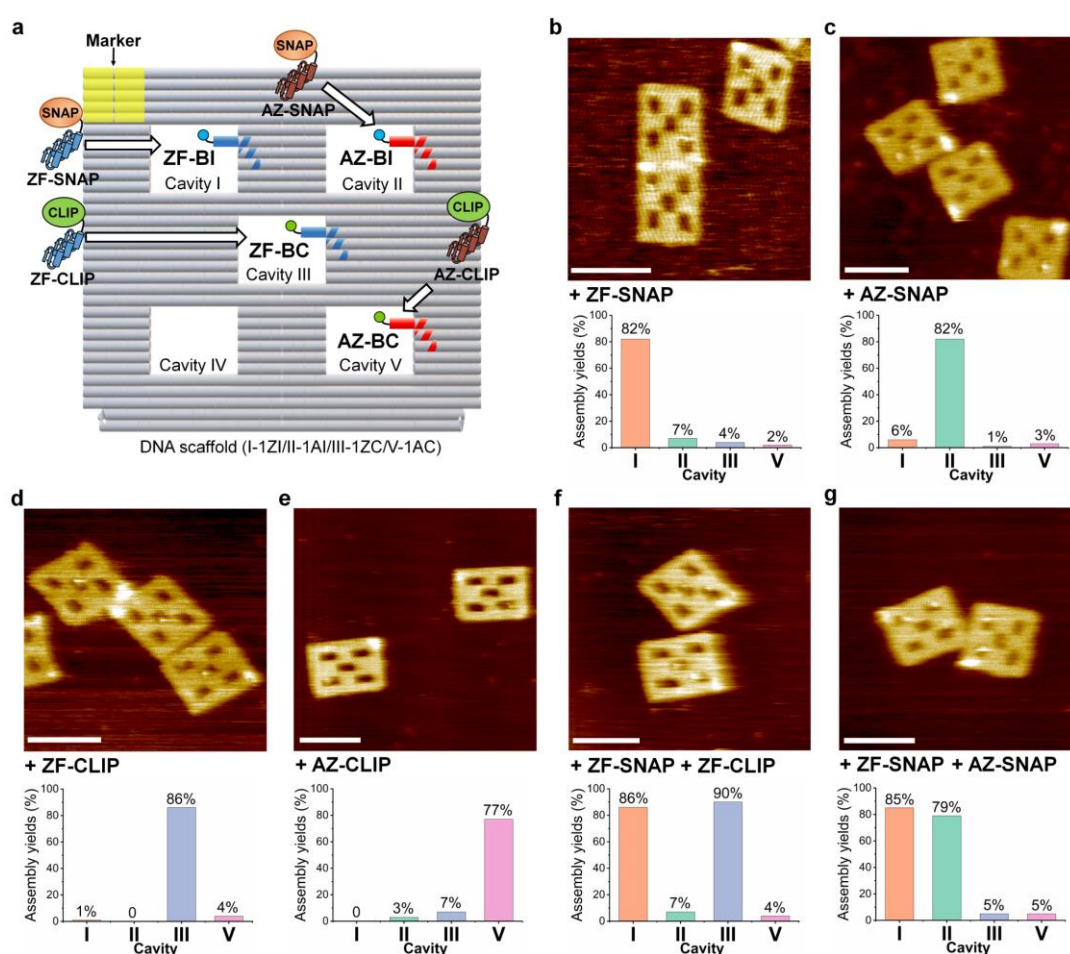 a
Marker
SNAP
AZ-SNAP
SNAP
ZF-SNAP
ZF-BI
Cavity I
AZ-BI
Cavity II
CLIP
ZF-CLIP
ZF-BC
Cavity III
CLIP
AZ-CLIP
Cavity IV
AZ-BC
Cavity V
DNA scaffold (I-1ZI/II-1AI/III-1ZC/V-1AC)
b
+ ZF-SNAP
Assembly yields (%)
100
80
60
40
20
0
82%
7%
4%
2%
I II III V
Cavity
c
+ AZ-SNAP
Assembly yields (%)
100
80
60
40
20
0
6%
82%
1%
3%
I II III V
Cavity
d
+ ZF-CLIP
Assembly yields (%)
100
80
60
40
20
0
1%
0
86%
4%
I II III V
Cavity
e
+ AZ-CLIP
Assembly yields (%)
100
80
60
40
20
0
0
3%
7%
77%
I II III V
Cavity
f
+ ZF-SNAP + ZF-CLIP
Assembly yields (%)
100
80
60
40
20
0
86%
7%
90%
4%
I II III V
Cavity
g
+ ZF-SNAP + AZ-SNAP
Assembly yields (%)
100
80
60
40
20
0
85%
79%
5%
5%
I II III V
Cavity